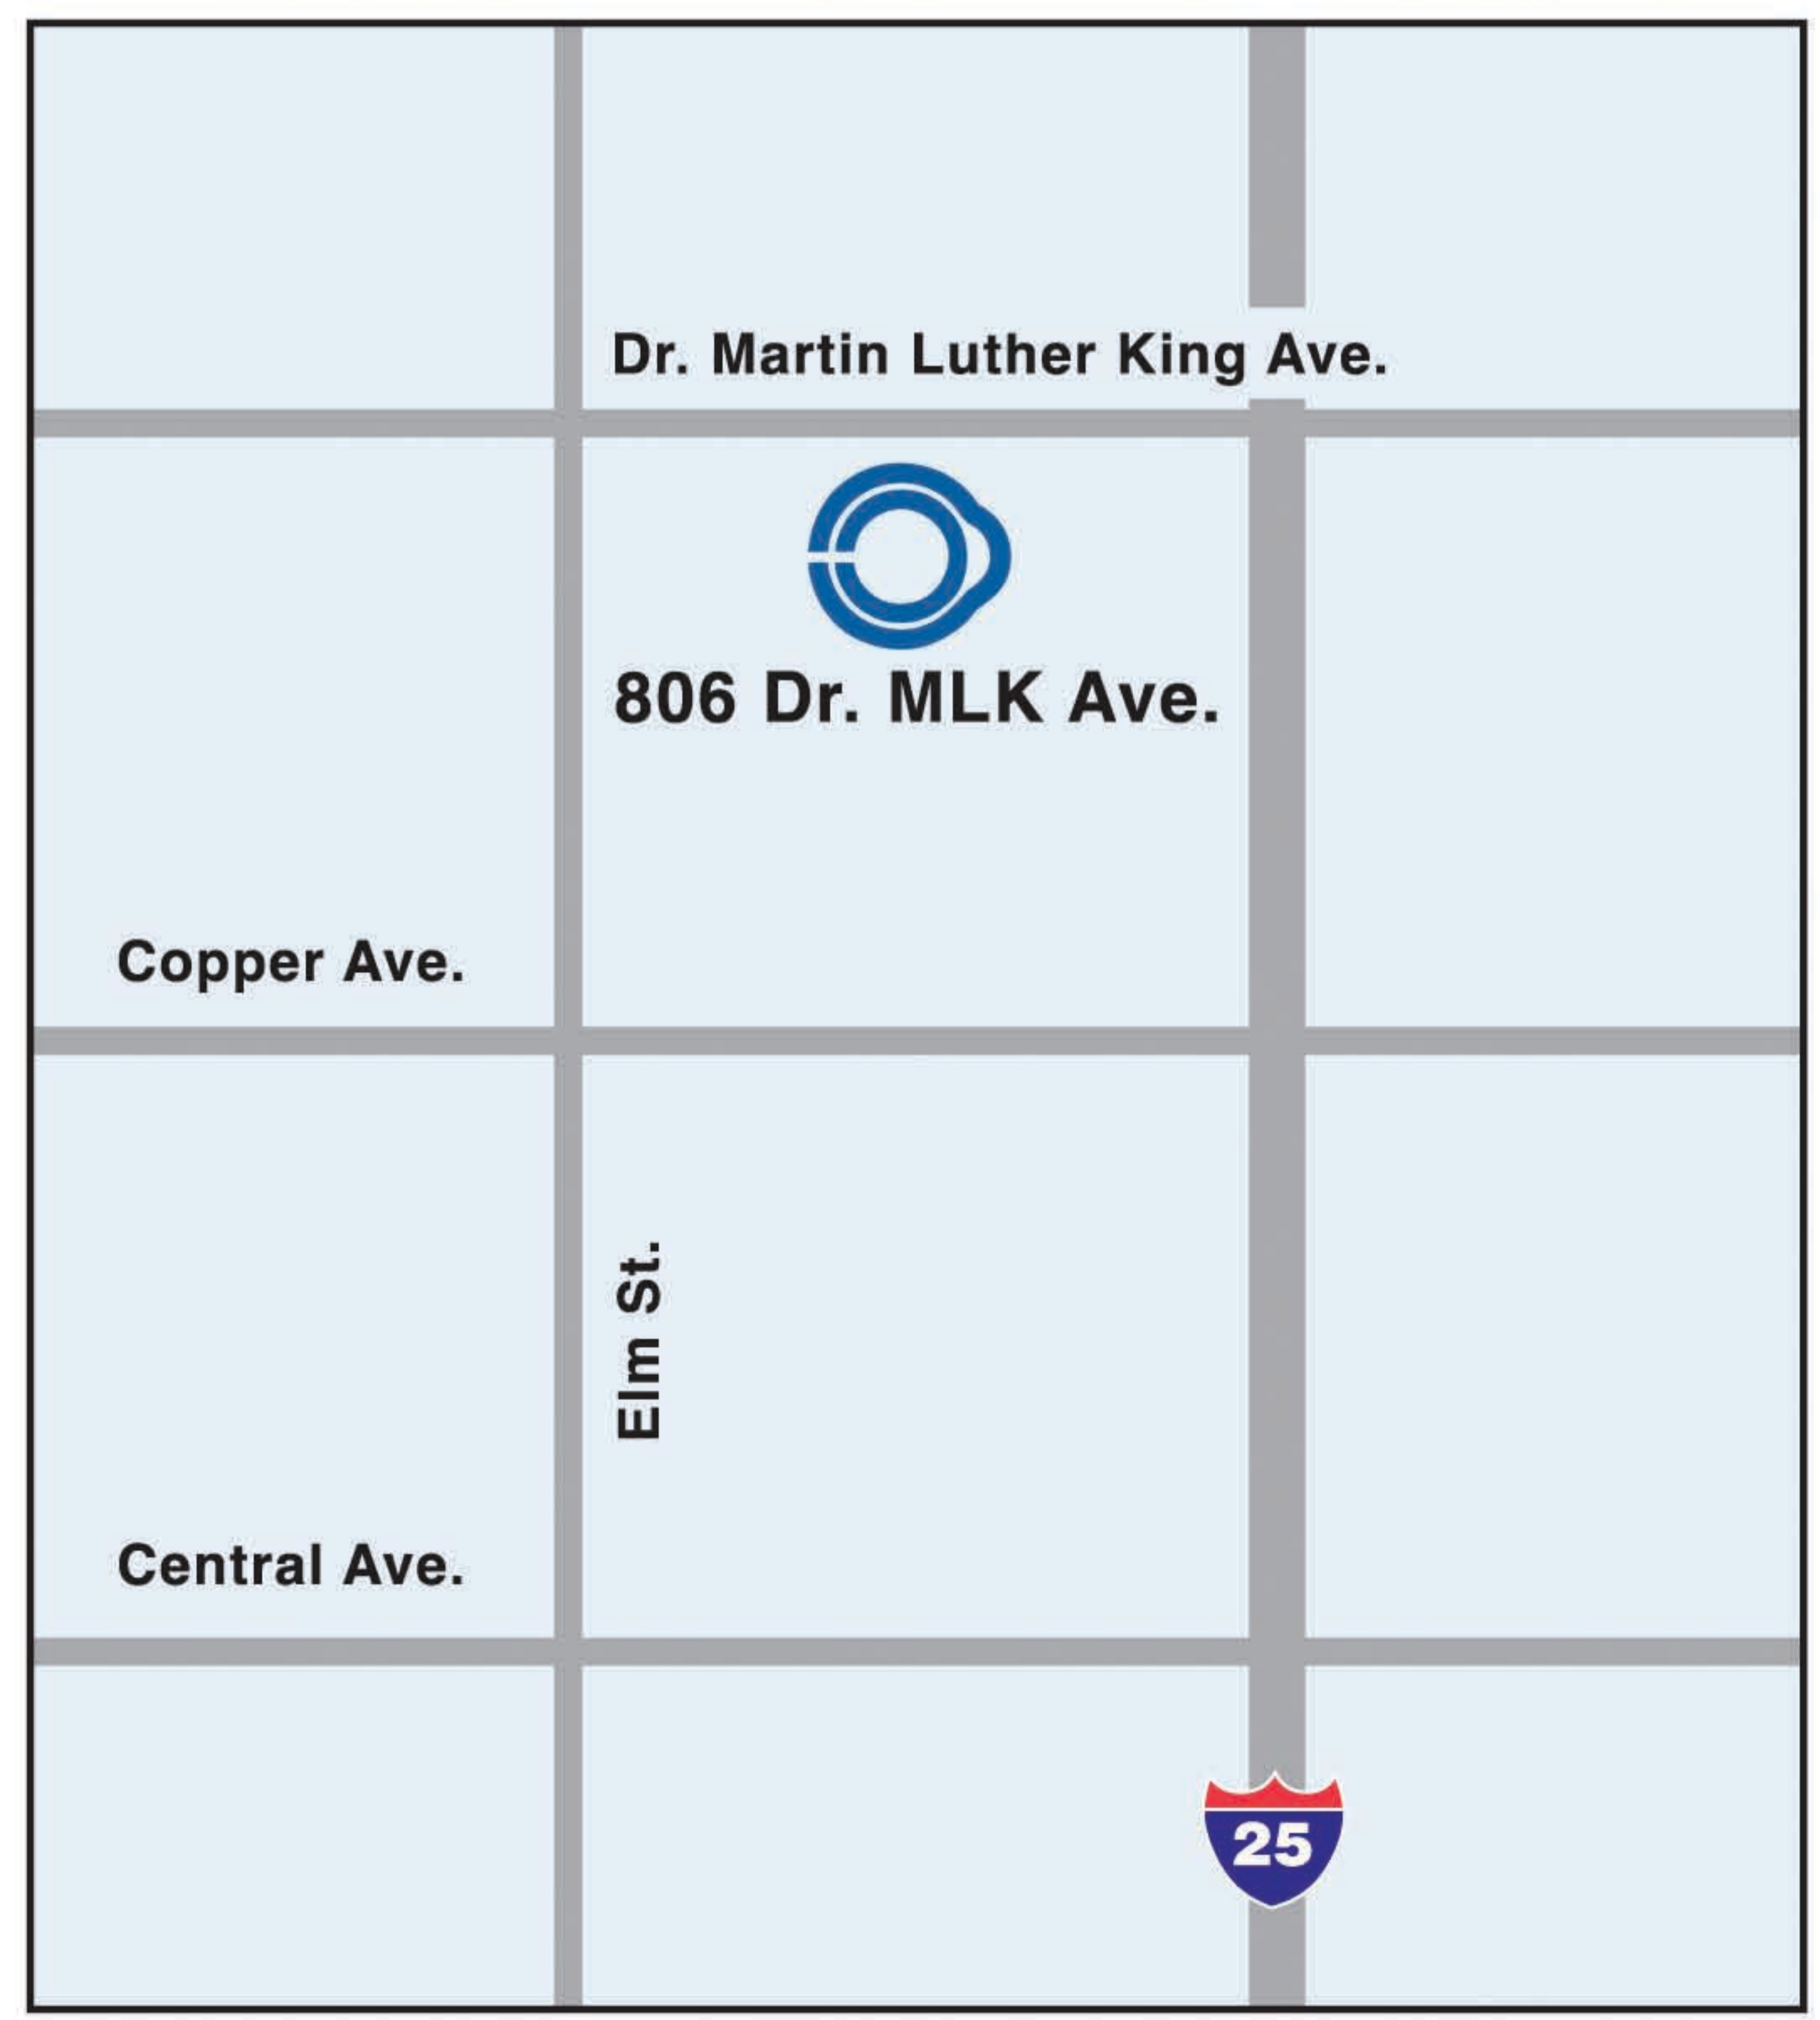 Dr. Martin Luther King Ave.
806 Dr. MLK Ave.
Copper Ave.
Elm St.
Central Ave.
25